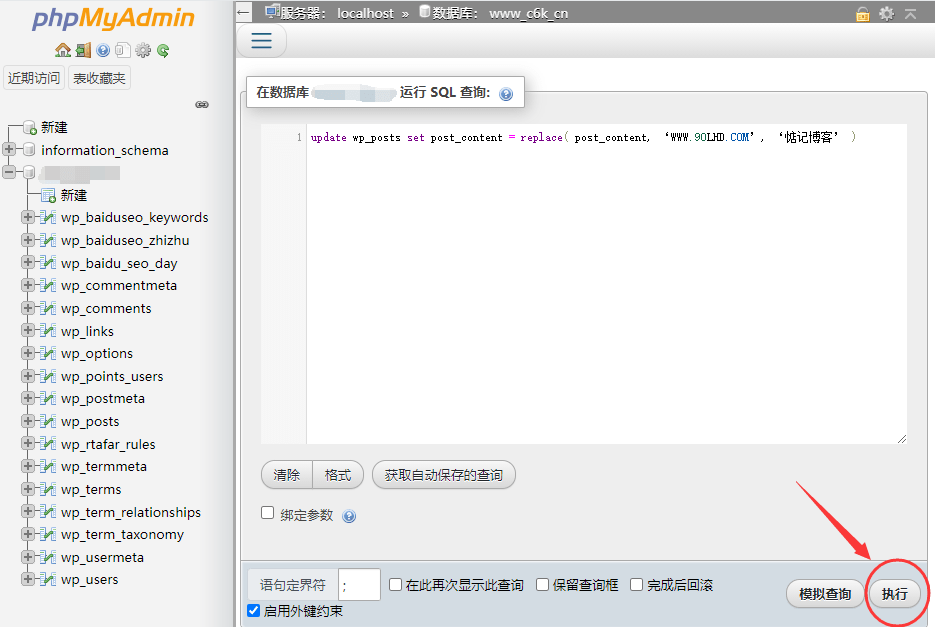 phpMyAdmin
近期访问 表收藏夹
新建
information_schema
新建
wp_baiduseo_keywords
wp_baiduseo_zhizhu
wp_baidu_seo_day
wp_commentmeta
wp_comments
wp_links
wp_options
wp_points_users
wp_postmeta
wp_posts
wp_rtafar_rules
wp_termmeta
wp_terms
wp_term_relationships
wp_term_taxonomy
wp_usermeta
wp_users
服务器: localhost » 数据库: www_c6k_cn
在数据库 运行 SQL 查询:
1 update wp_posts set post_content = replace( post_content, ‘WWW.90LHD.COM’, ‘惦记博客’ )
清除 格式 获取自动保存的查询
绑定参数
语句定界符 ; 在此再次显示此查询 保留查询框 完成后回滚
启用外键约束
模拟查询 执行